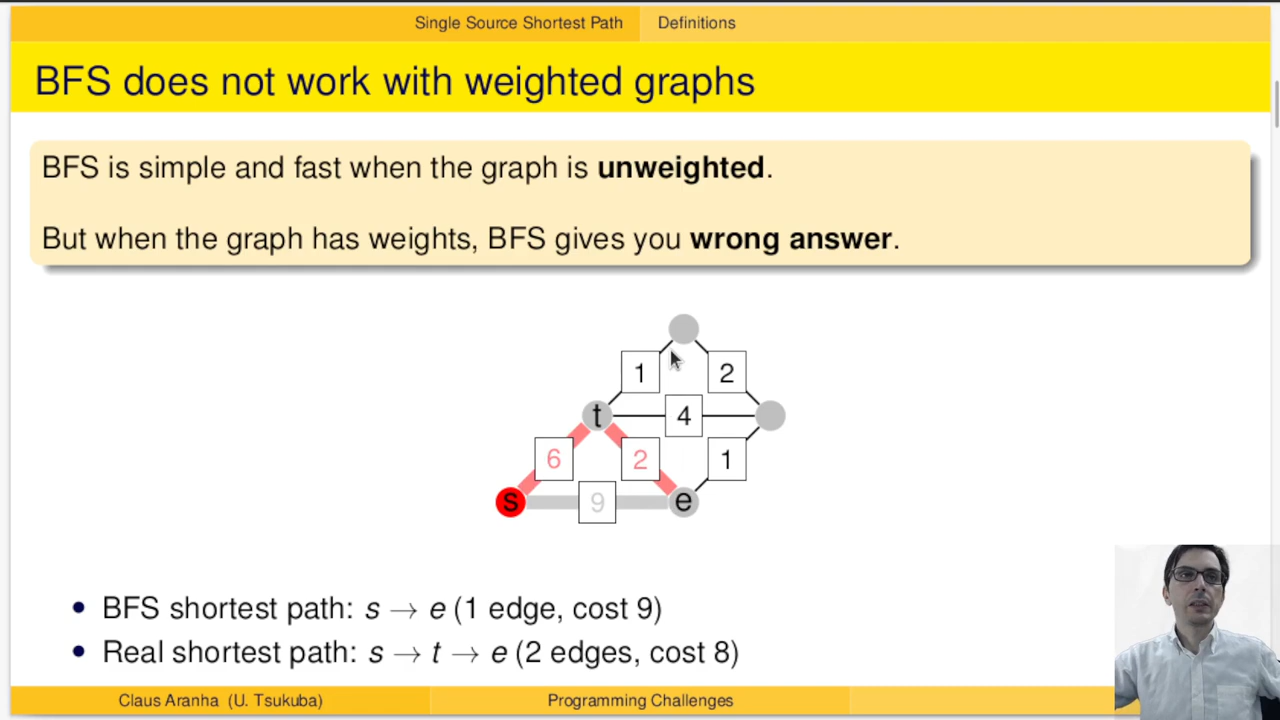 Single Source Shortest Path Definitions
BFS does not work with weighted graphs
BFS is simple and fast when the graph is unweighted.
But when the graph has weights, BFS gives you wrong answer.
1 2
t 4
6 2 1
s 9 e
• BFS shortest path: s → e (1 edge, cost 9)
• Real shortest path: s → t → e (2 edges, cost 8)
Claus Aranha (U. Tsukuba) Programming Challenges